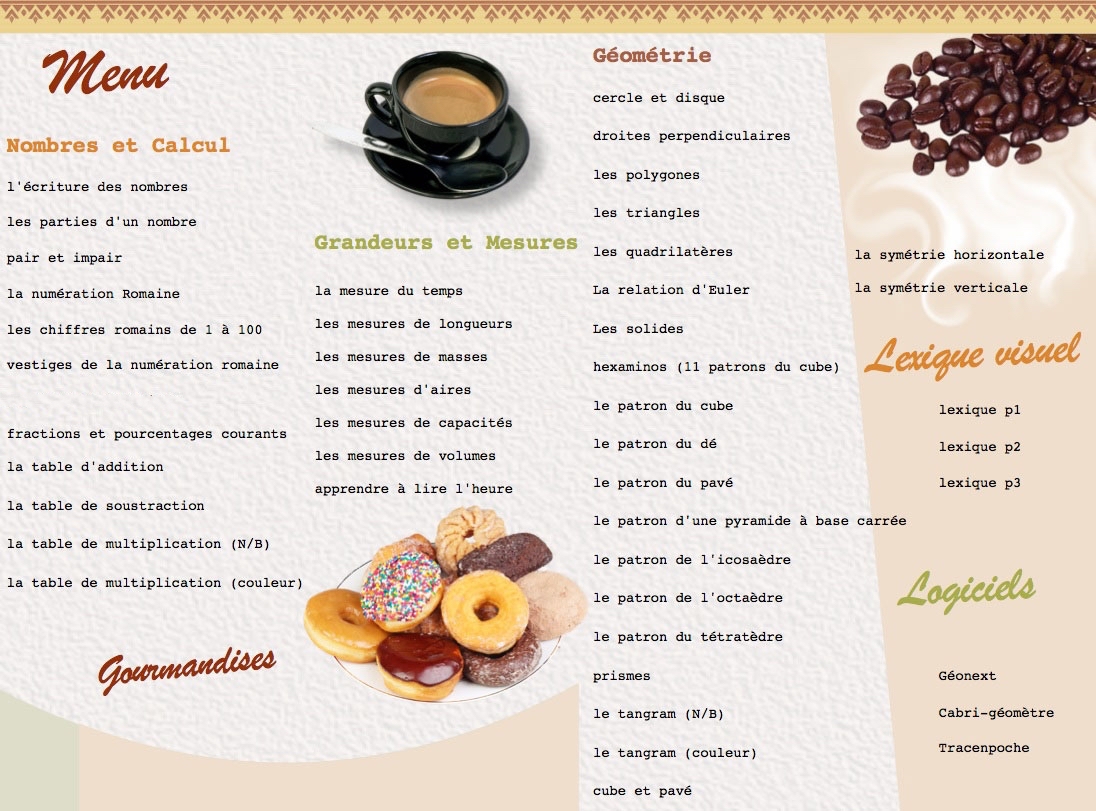 Menu
Nombres et Calcul
l'écriture des nombres
les parties d'un nombre
pair et impair
la numération Romaine
les chiffres romains de 1 à 100
vestiges de la numération romaine
fractions et pourcentages courants
la table d'addition
la table de soustraction
la table de multiplication (N/B)
la table de multiplication (couleur)
Gourmandises
Grandeurs et Mesures
la mesure du temps
les mesures de longueurs
les mesures de masses
les mesures d'aires
les mesures de capacités
les mesures de volumes
apprendre à lire l'heure
Géométrie
cercle et disque
droites perpendiculaires
les polygones
les triangles
les quadrilatères
La relation d'Euler
Les solides
hexaminos (11 patrons du cube)
le patron du cube
le patron du dé
le patron du pavé
le patron d'une pyramide à base carrée
le patron de l'icosaèdre
le patron de l'octaèdre
le patron du tétratèdre
prismes
le tangram (N/B)
le tangram (couleur)
cube et pavé
la symétrie horizontale
la symétrie verticale
Lexique visuel
lexique p1
lexique p2
lexique p3
Logiciels
Géonext
Cabri-géomètre
Tracenpoche